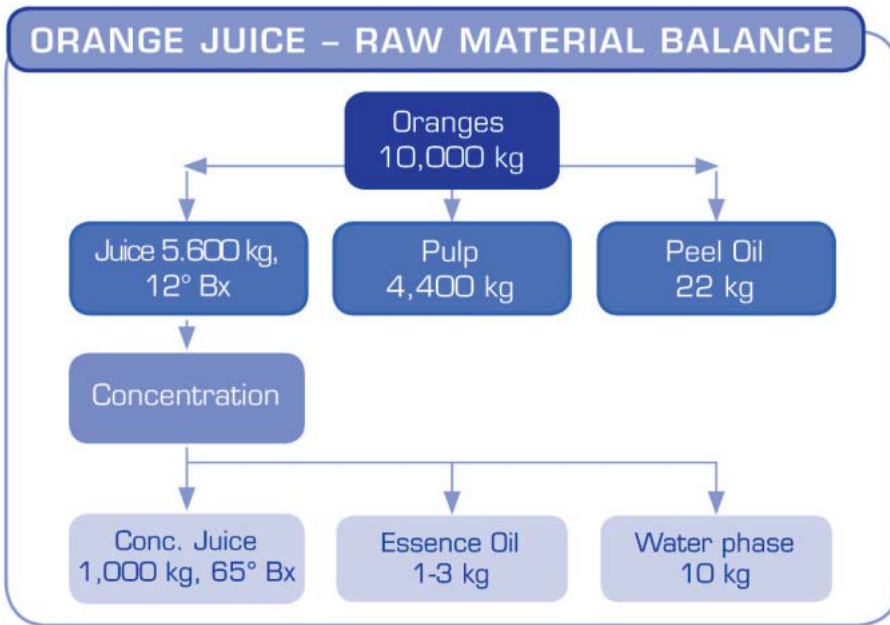 ORANGE JUICE – RAW MATERIAL BALANCE
Oranges
10,000 kg
Juice 5.600 kg,
12° Bx
Pulp
4,400 kg
Peel Oil
22 kg
Concentration
Conc. Juice
1,000 kg, 65° Bx
Essence Oil
1-3 kg
Water phase
10 kg